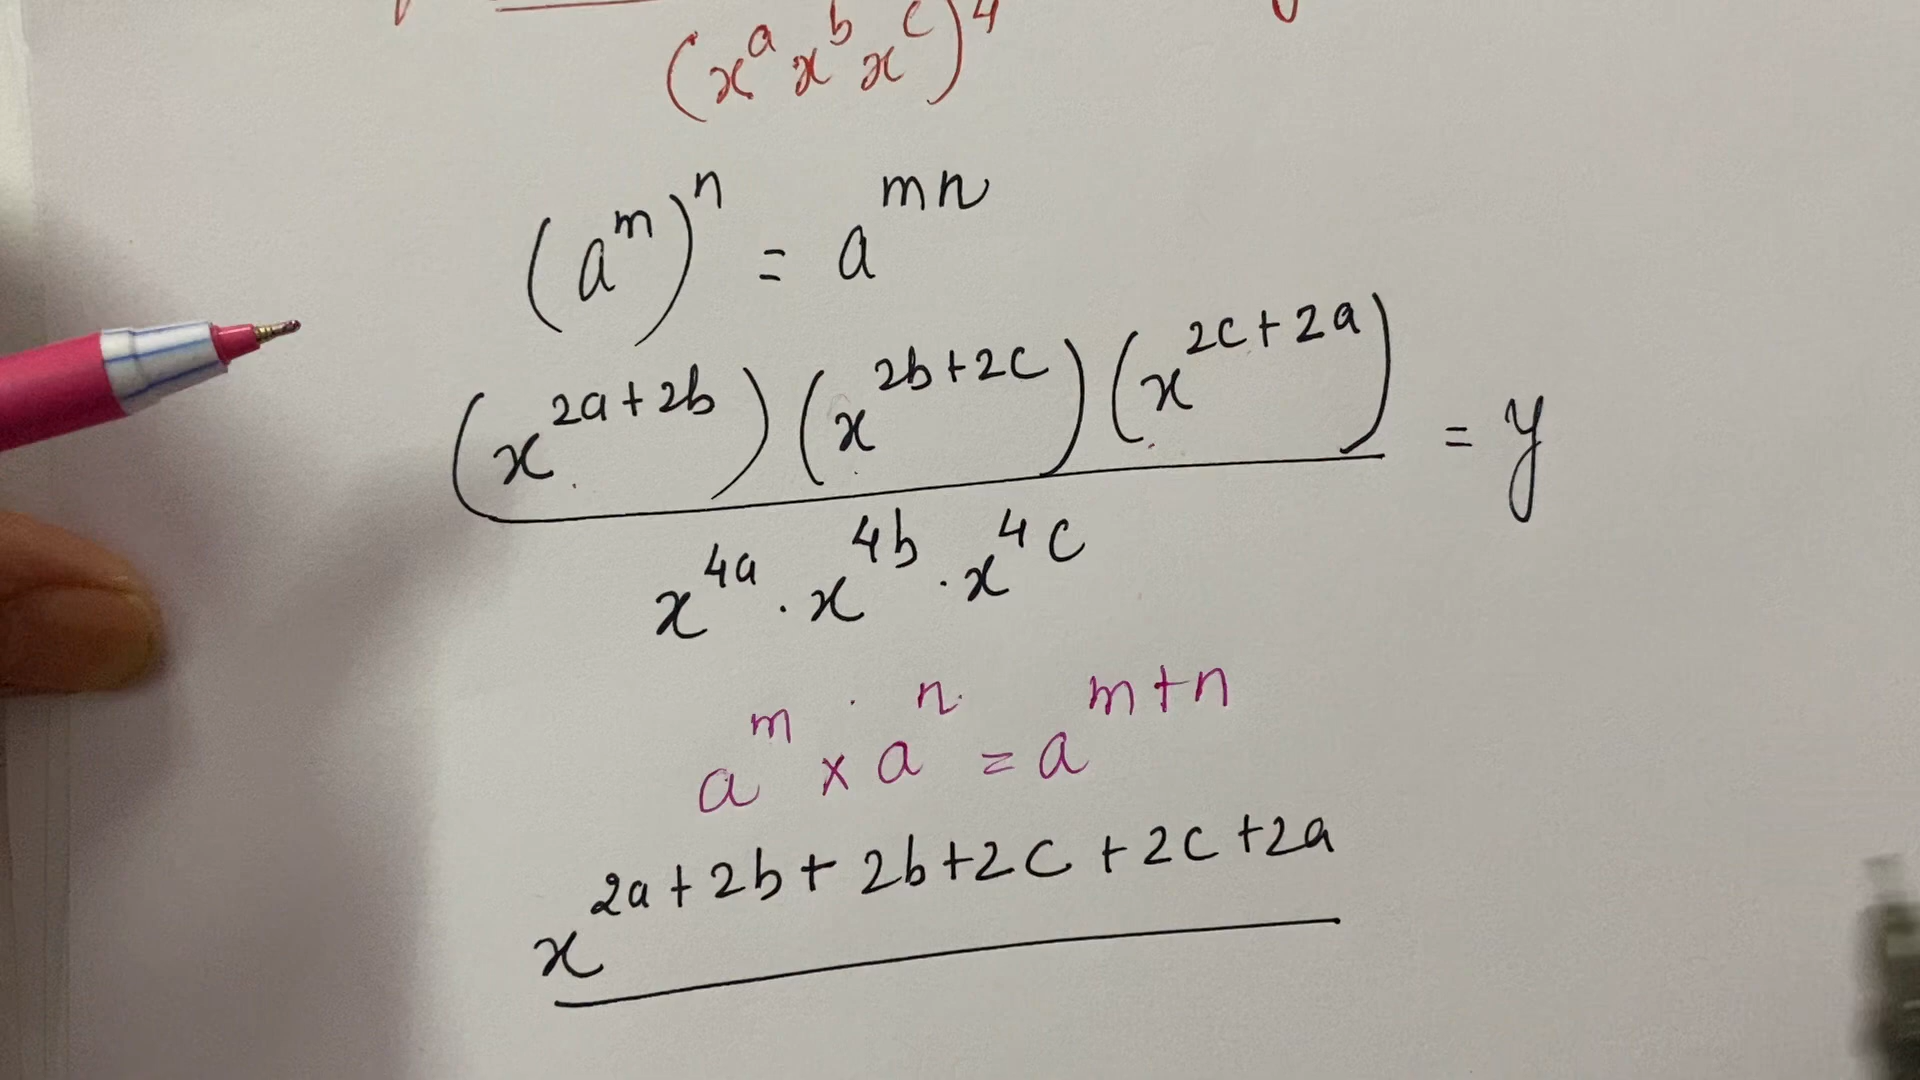 (x^a x^b x^c)^4
(a^m)^n = a^{mn}
(x^{2a+2b}) (x^{2b+2c}) (x^{2c+2a}) = y
x^{4a} . x^{4b} . x^{4c}
a^m × a^n = a^{m+n}
x^{2a+2b+2b+2c+2c+2a}